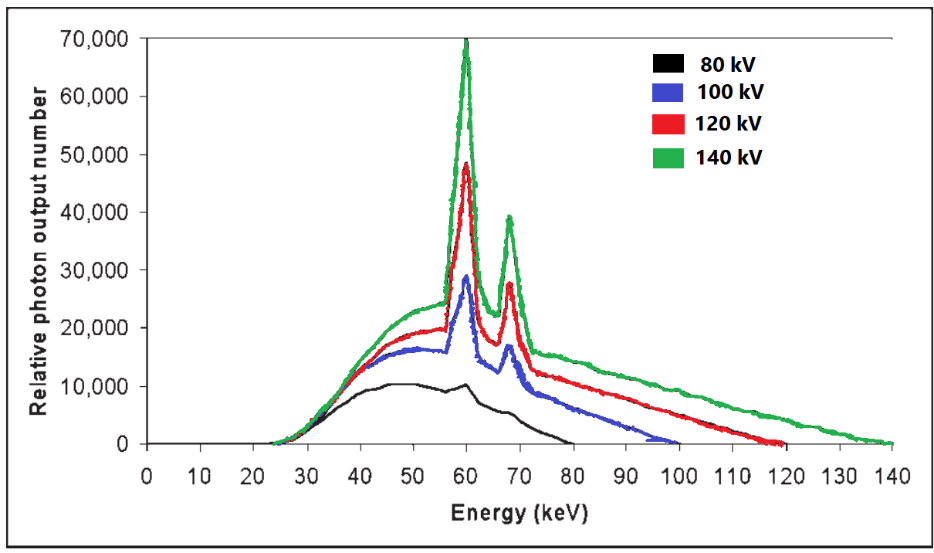 70,000
60,000
50,000
40,000
30,000
20,000
10,000
0
Relative photon output number
80 kV
100 kV
120 kV
140 kV
0 10 20 30 40 50 60 70 80 90 100 110 120 130 140
Energy (keV)